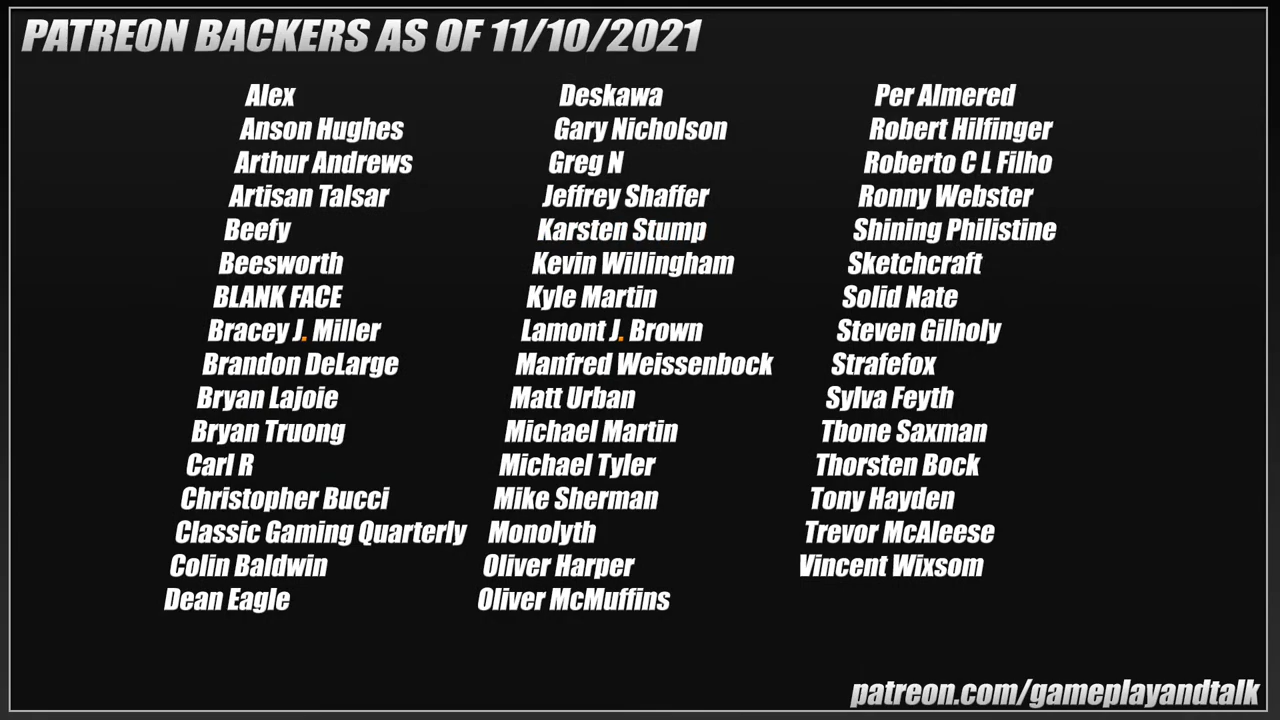 PATREON BACKERS AS OF 11/10/2021
Alex
Anson Hughes
Arthur Andrews
Artisan Talsar
Beefy
Beesworth
BLANK FACE
Bracey J. Miller
Brandon DeLarge
Bryan Lajoie
Bryan Truong
Carl R
Christopher Bucci
Classic Gaming Quarterly
Colin Baldwin
Dean Eagle
Deskawa
Gary Nicholson
Greg N
Jeffrey Shaffer
Karsten Stump
Kevin Willingham
Kyle Martin
Lamont J. Brown
Manfred Weissenbock
Matt Urban
Michael Martin
Michael Tyler
Mike Sherman
Monolyth
Oliver Harper
Oliver McMuffins
Per Almered
Robert Hilfinger
Roberto C L Filho
Ronny Webster
Shining Philistine
Sketchcraft
Solid Nate
Steven Gilholy
Strafefox
Sylva Feyth
Tbone Saxman
Thorsten Bock
Tony Hayden
Trevor McAleese
Vincent Wixsom
patreon.com/gameplayandtalk